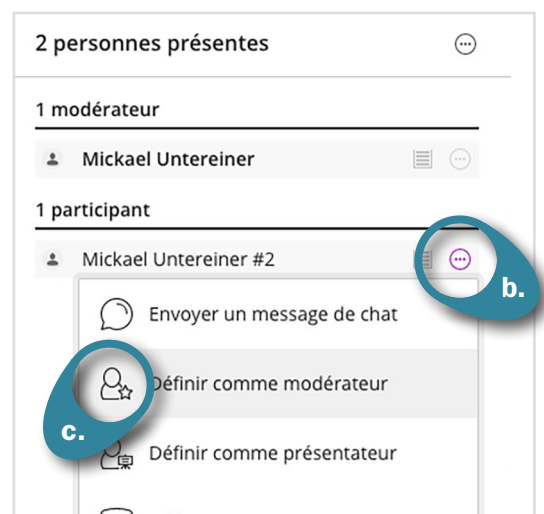 2 personnes présentes
1 modérateur
Mickael Untereiner
1 participant
Mickael Untereiner #2
b.
Envoyer un message de chat
Définir comme modérateur
c.
Définir comme présentateur